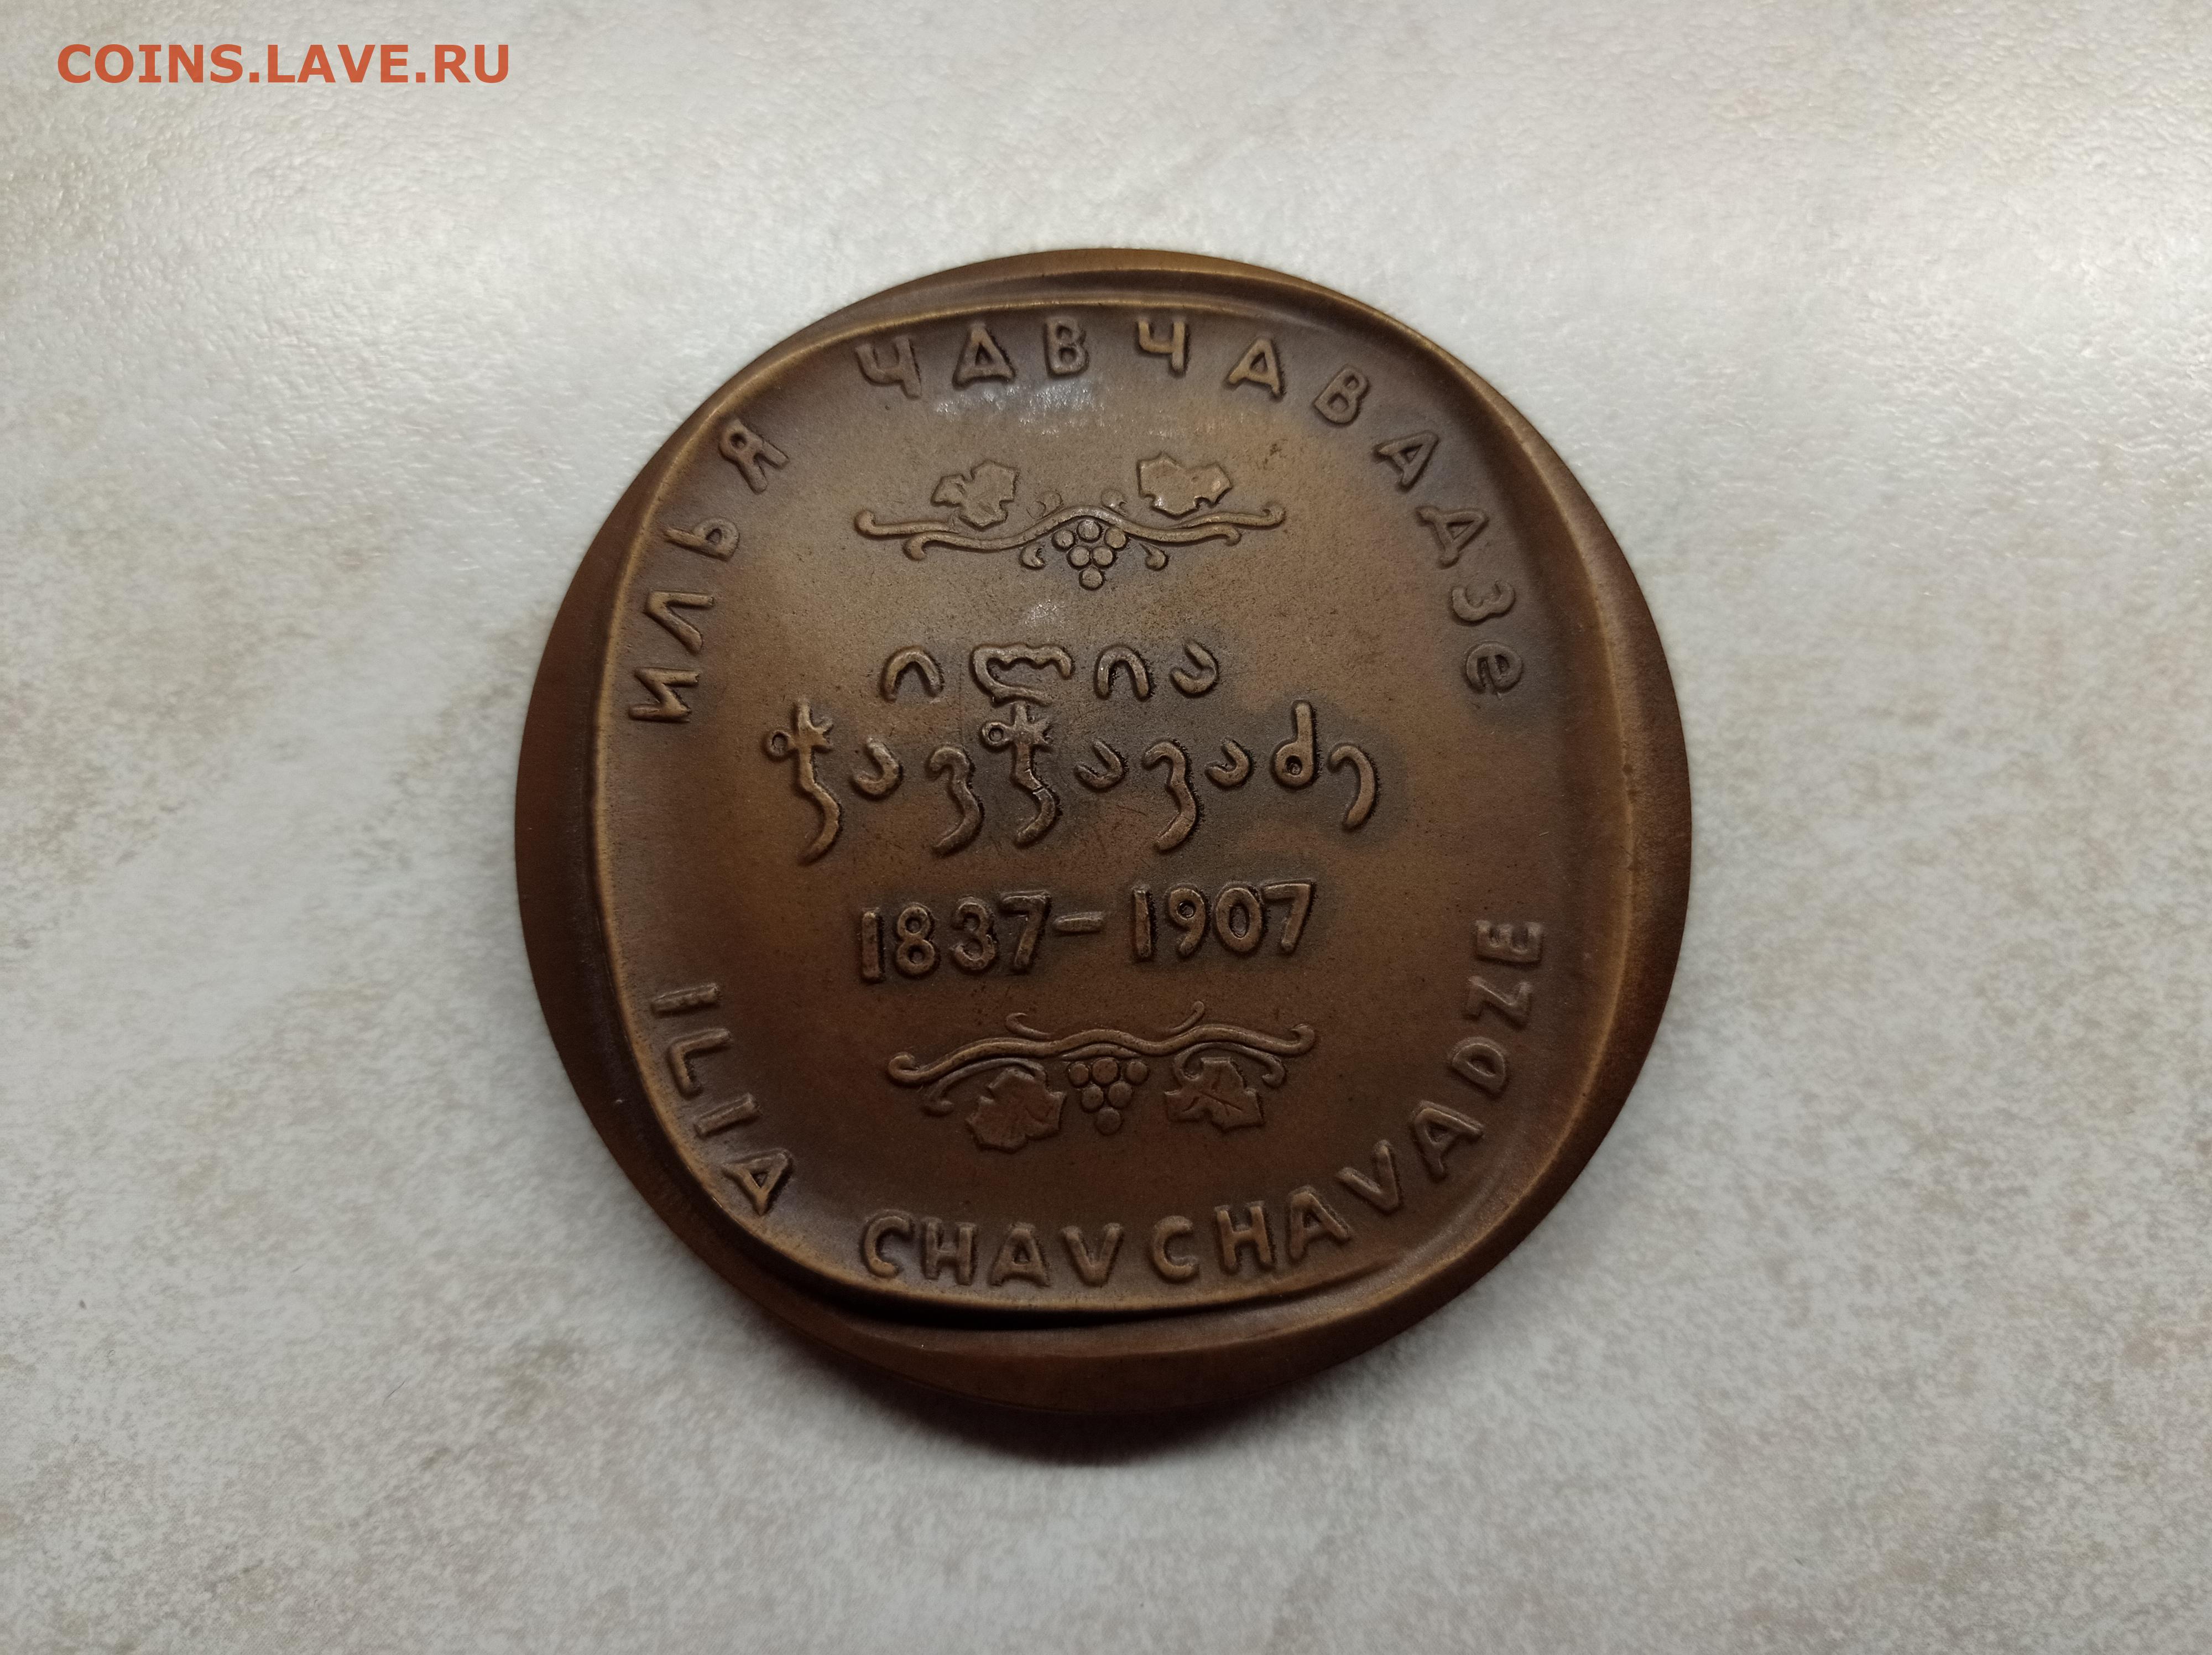 COINS.LAVE.RU
ИЛЬЯ ЧАВЧАВАДЗе
ილია
ჭავჭავაძე
1837-1907
ILIA CHAVCHAVADZE